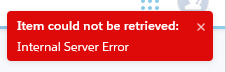 Item could not be retrieved:
Internal Server Error